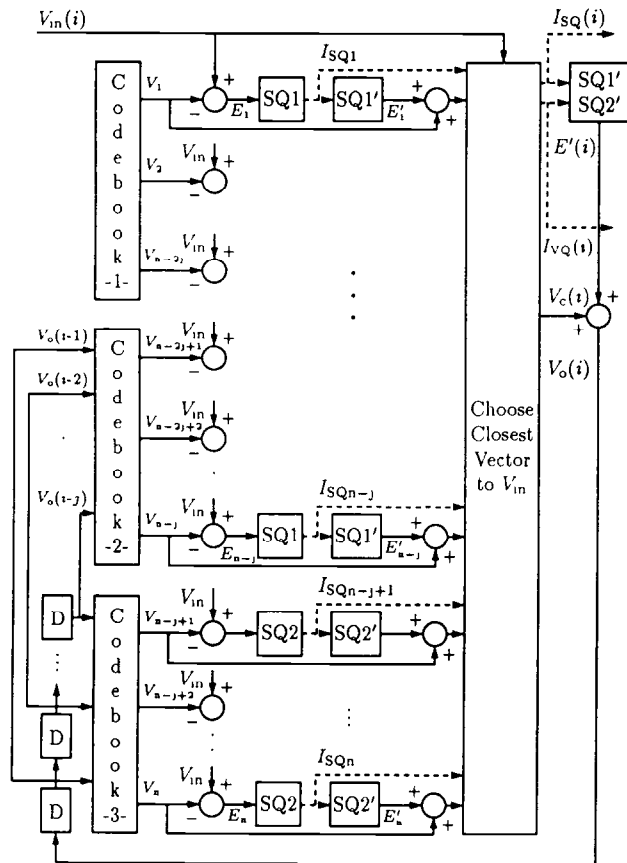 V_in(i)
I_SQ(i)
I_SQ1
Codebook
-1-
V_1
+
−
E_1
SQ1
SQ1′
E′_1
+
+
SQ1′
SQ2′
V_in
V_2
+
−
E′(i)
V_in
V_n-2j
+
−
I_VQ(i)
V_c(i)
+
+
V_o(i)
V_o(i-1)
V_o(i-2)
V_o(i-j)
Codebook
-2-
V_in
V_n-2j+1
+
−
V_in
V_n-2j+2
+
−
Choose
Closest
Vector
to V_in
V_in
V_n-j
+
−
I_SQn-j
E_n-j
SQ1
SQ1′
E′_n-j
+
+
D
Codebook
-3-
V_in
V_n-j+1
+
−
I_SQn-j+1
SQ2
SQ2′
+
+
V_in
V_n-j+2
+
−
D
V_in
V_n
+
−
I_SQn
E_n
SQ2
SQ2′
E′_n
+
+
D